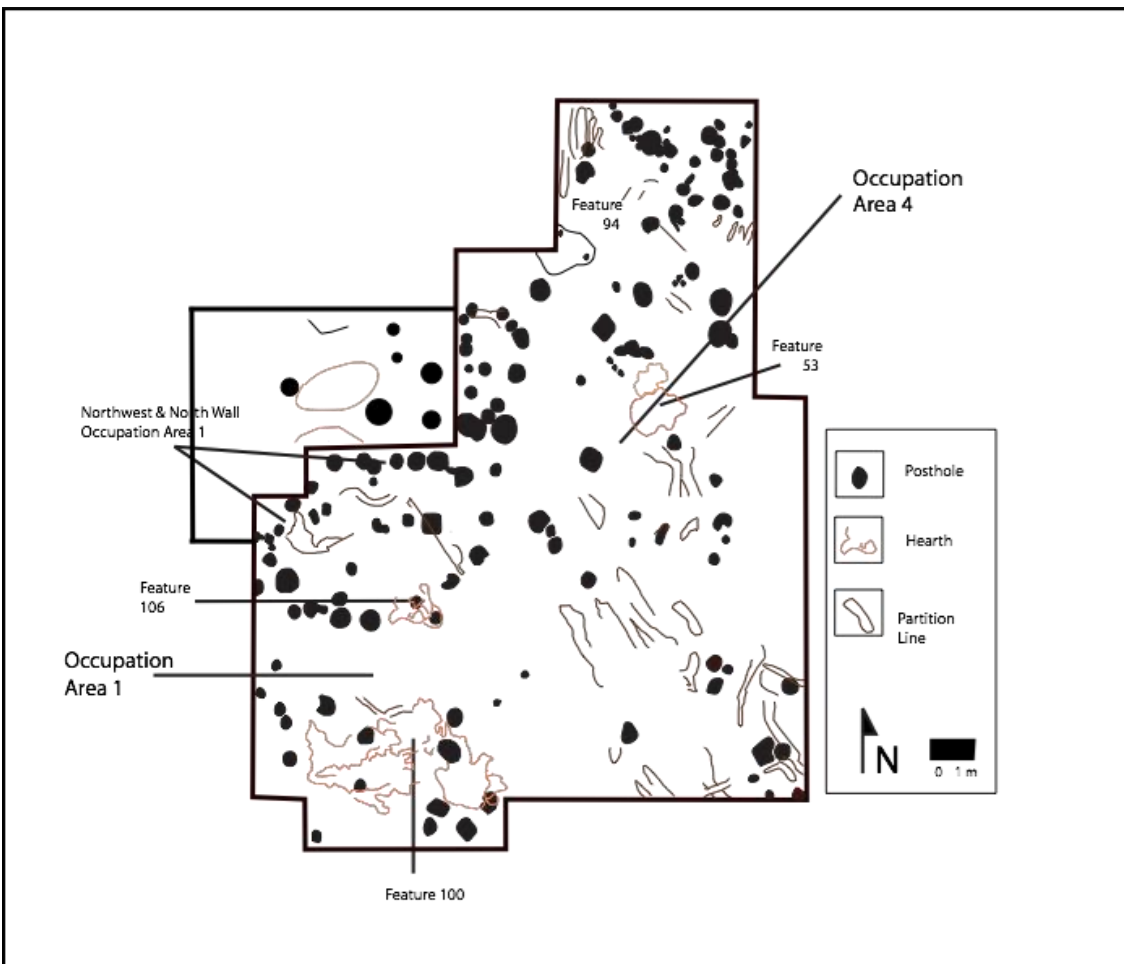 Occupation
Area 4
Feature
94
Feature
53
Northwest & North Wall
Occupation Area 1
Feature
106
Occupation
Area 1
Feature 100
Posthole
Hearth
Partition
Line
N
0 1 m